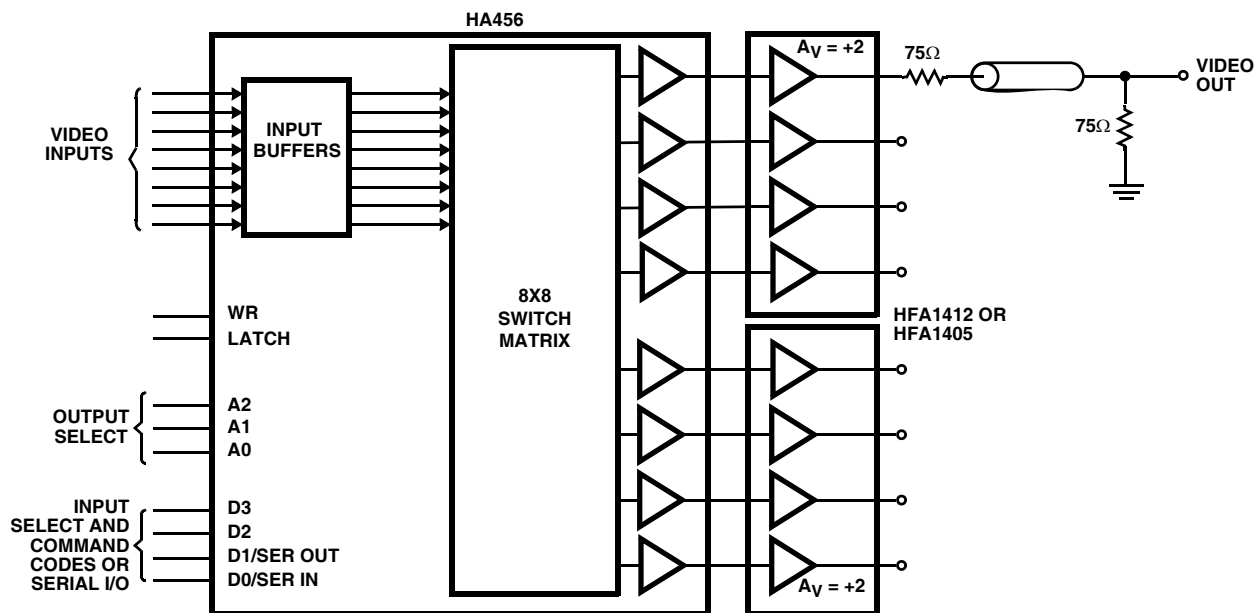 HA456
A_V = +2
75Ω
VIDEO
OUT
75Ω
VIDEO
INPUTS
INPUT
BUFFERS
8X8
SWITCH
MATRIX
HFA1412 OR
HFA1405
WR
LATCH
OUTPUT
SELECT
A2
A1
A0
INPUT
SELECT AND
COMMAND
CODES OR
SERIAL I/O
D3
D2
D1/SER OUT
D0/SER IN
A_V = +2